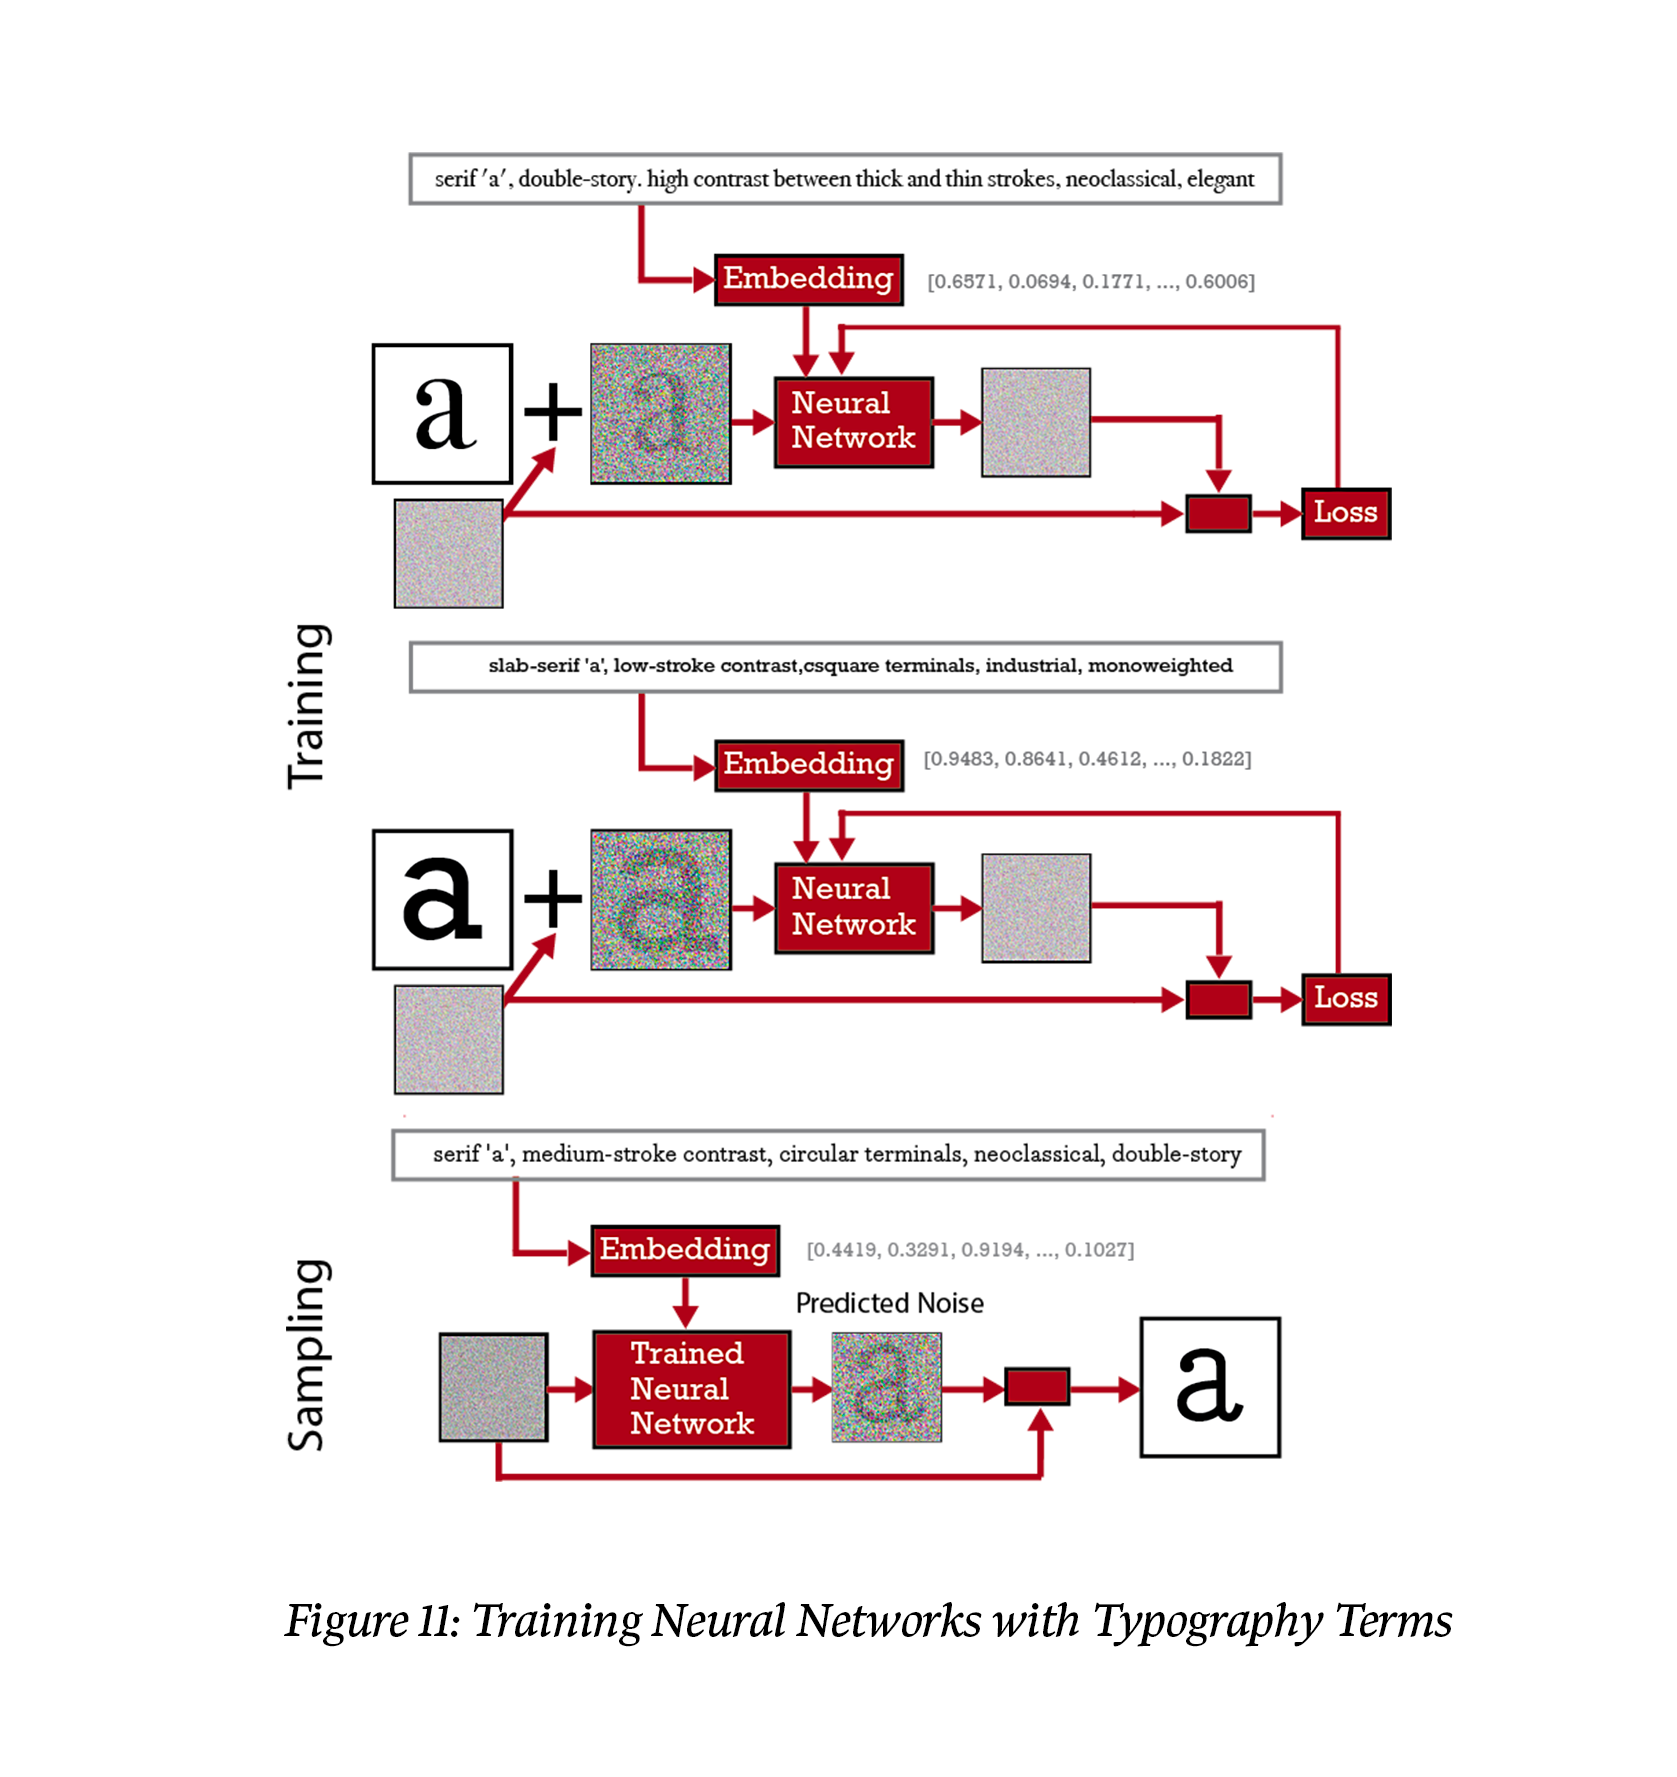 serif 'a', double-story. high contrast between thick and thin strokes, neoclassical, elegant
Embedding
[0.6571, 0.0694, 0.1771, ..., 0.6006]
a
+
a
Neural
Network
Loss
Training
slab-serif 'a', low-stroke contrast,csquare terminals, industrial, monoweighted
Embedding
[0.9483, 0.8641, 0.4612, ..., 0.1822]
a
+
a
Neural
Network
Loss
serif 'a', medium-stroke contrast, circular terminals, neoclassical, double-story
Embedding
[0.4419, 0.3291, 0.9194, ..., 0.1027]
Sampling
Predicted Noise
Trained
Neural
Network
a
a
Figure 11: Training Neural Networks with Typography Terms